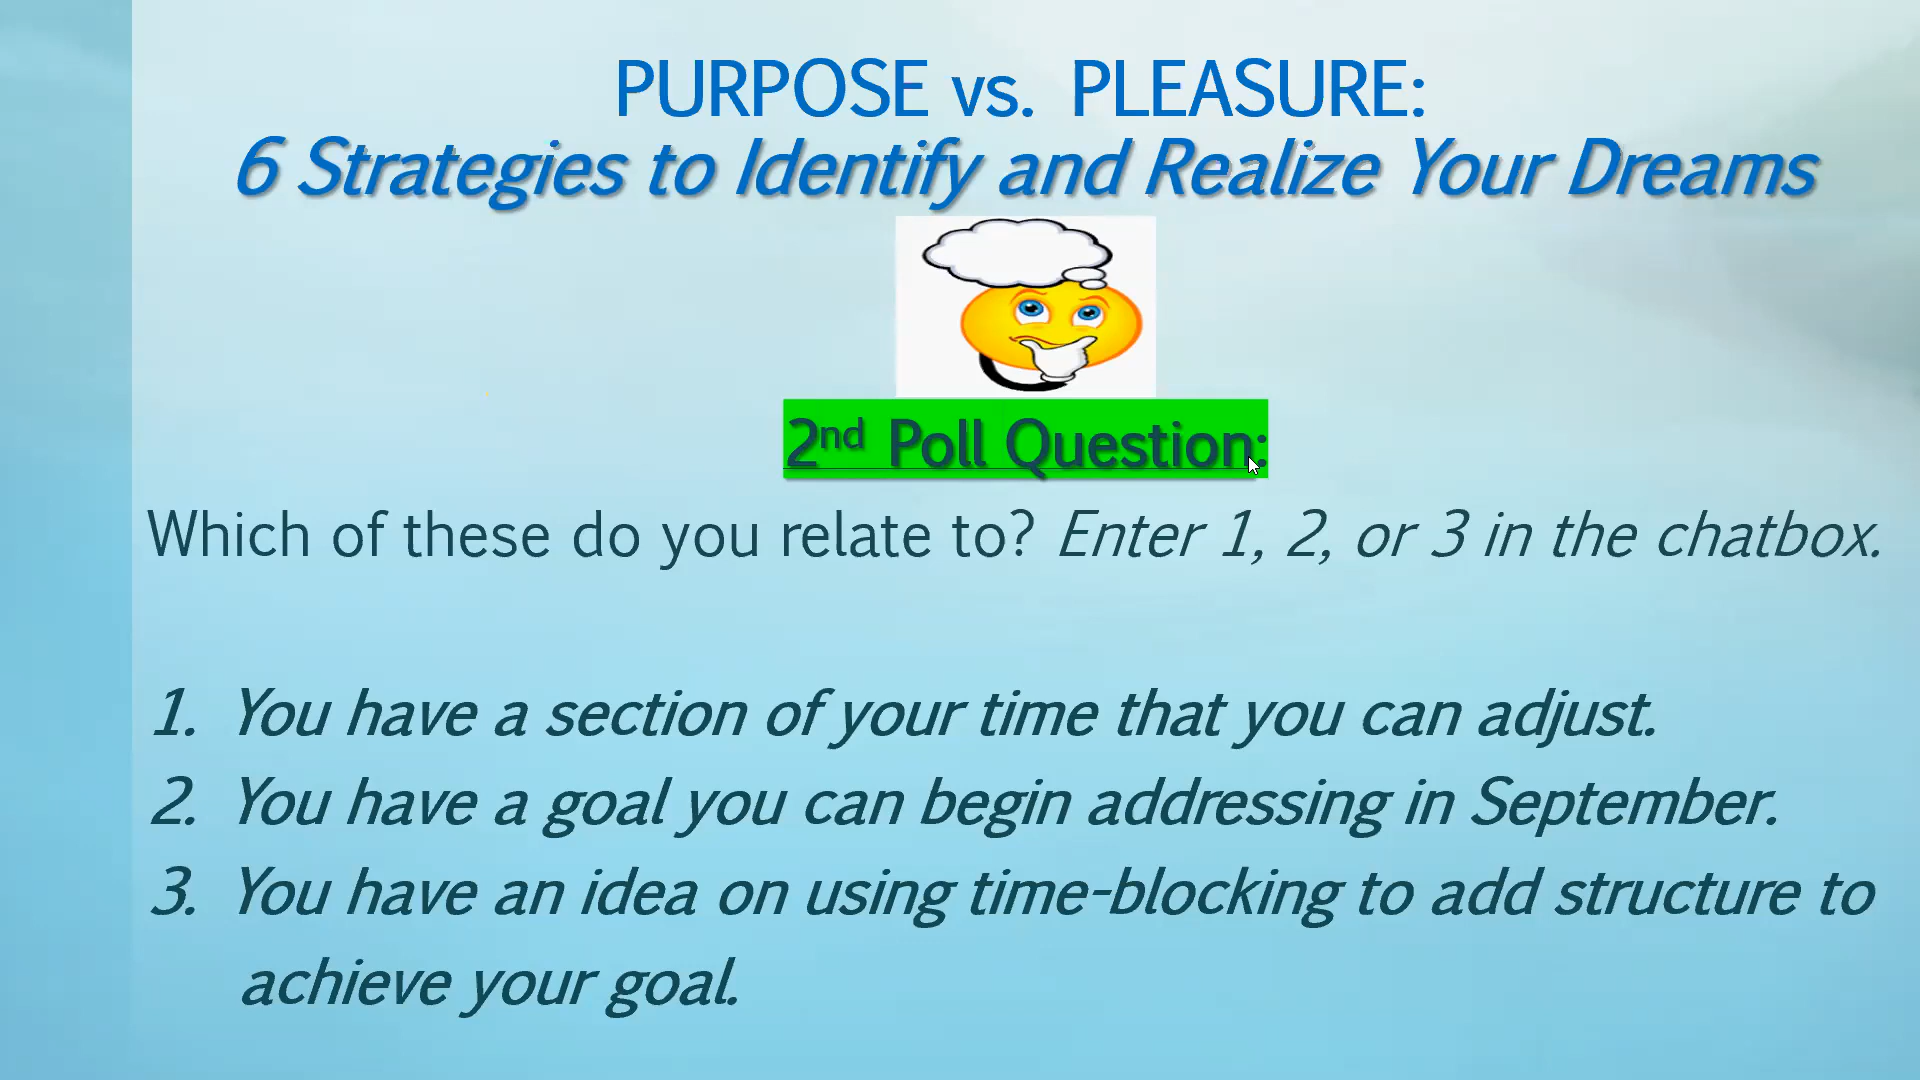 PURPOSE vs. PLEASURE:
6 Strategies to Identify and Realize Your Dreams
2nd Poll Question:
Which of these do you relate to? Enter 1, 2, or 3 in the chatbox.
1. You have a section of your time that you can adjust.
2. You have a goal you can begin addressing in September.
3. You have an idea on using time-blocking to add structure to
achieve your goal.